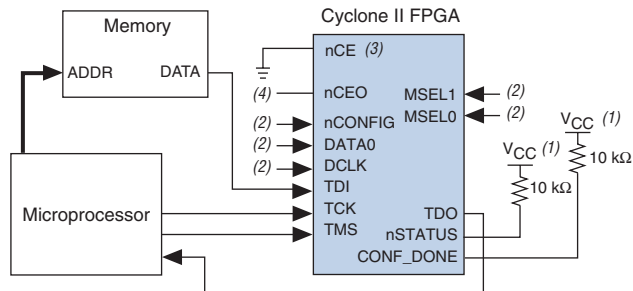 Cyclone II FPGA
Memory
ADDR
DATA
nCE (3)
(4)
nCEO
MSEL1
(2)
MSEL0
(2)
(2)
nCONFIG
(2)
DATA0
(2)
DCLK
TDI
TCK
TMS
Microprocessor
TDO
nSTATUS
CONF_DONE
VCC (1)
10 kΩ
VCC (1)
10 kΩ